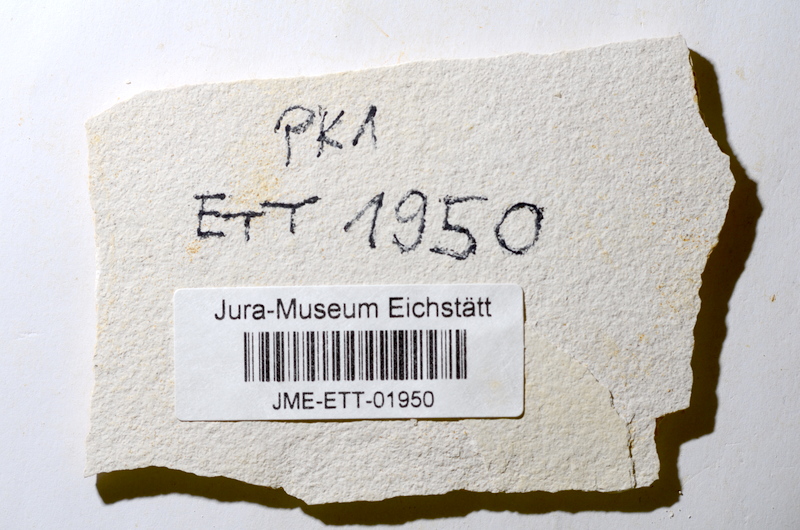 PK1
ETT 1950
Jura-Museum Eichstätt
JME-ETT-01950